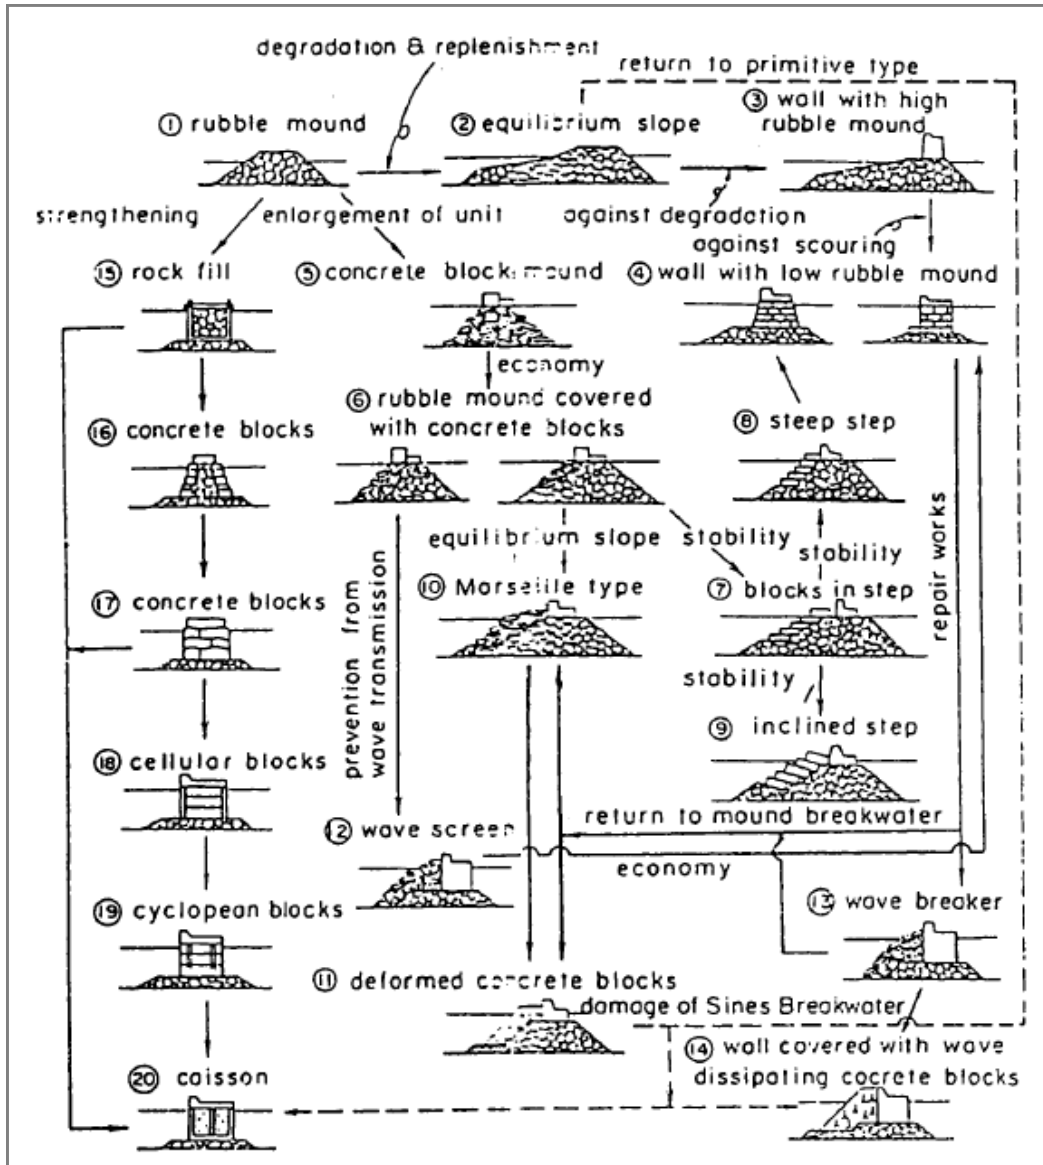 degradation & replenishment
return to primitive type
① rubble mound
② equilibrium slope
③ wall with high
rubble mound
strengthening
enlargement of unit
against degradation
against scouring
⑮ rock fill
⑤ concrete block mound
④ wall with low rubble mound
economy
⑥ rubble mound covered
with concrete blocks
⑯ concrete blocks
⑧ steep step
equilibrium slope
stability
stability
repair works
prevention from
wave transmission
⑰ concrete blocks
⑩ Marseille type
⑦ blocks in step
stability
⑨ inclined step
⑱ cellular blocks
⑫ wave screen
return to mound breakwater
economy
⑲ cyclopean blocks
⑬ wave breaker
⑪ deformed concrete blocks
damage of Sines Breakwater
⑭ wall covered with wave
dissipating cocrete blocks
⑳ caisson